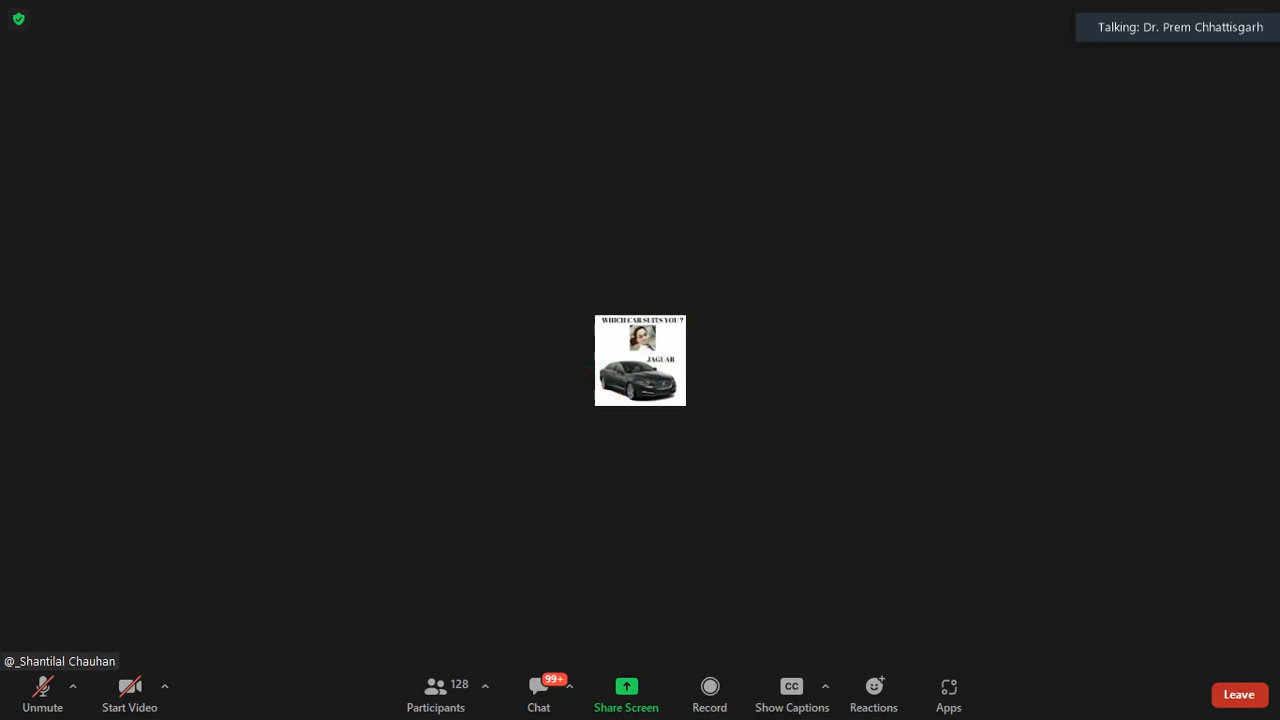 Talking: Dr. Prem Chhattisgarh
WHICH CAR SUITS YOU ?
JAGUAR
@_Shantilal Chauhan
Unmute
Start Video
Participants
128
Chat
99+
Share Screen
Record
CC
Show Captions
Reactions
Apps
Leave